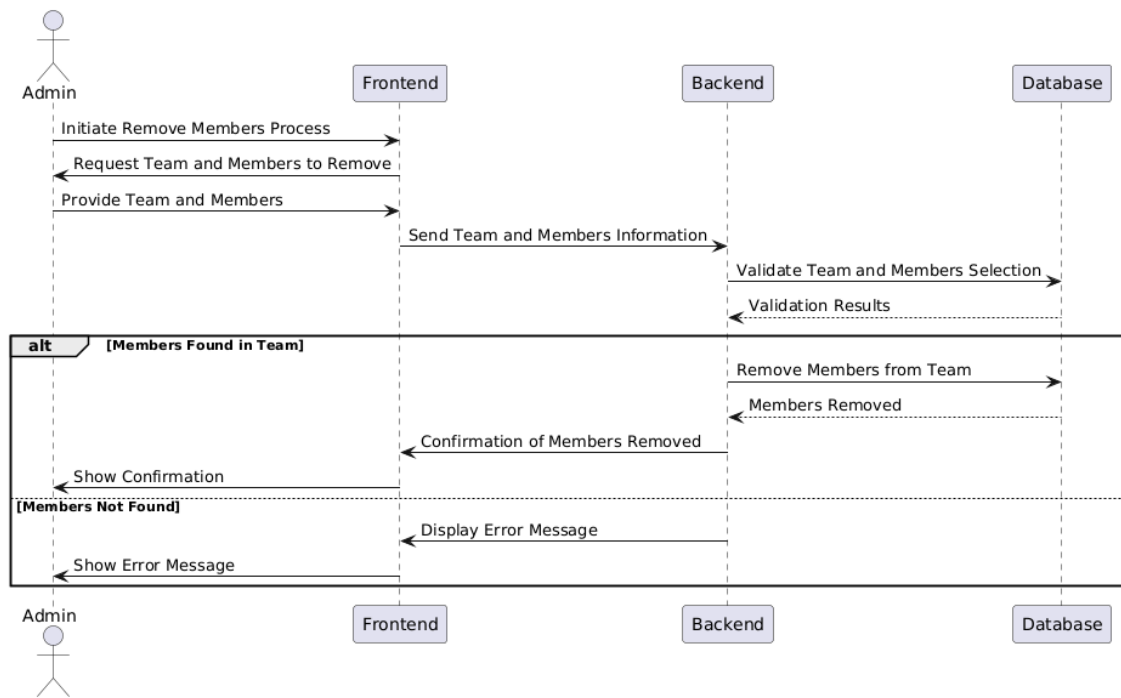 Admin
Frontend
Backend
Database
Initiate Remove Members Process
Request Team and Members to Remove
Provide Team and Members
Send Team and Members Information
Validate Team and Members Selection
Validation Results
alt [Members Found in Team]
Remove Members from Team
Members Removed
Confirmation of Members Removed
Show Confirmation
[Members Not Found]
Display Error Message
Show Error Message
Admin
Frontend
Backend
Database